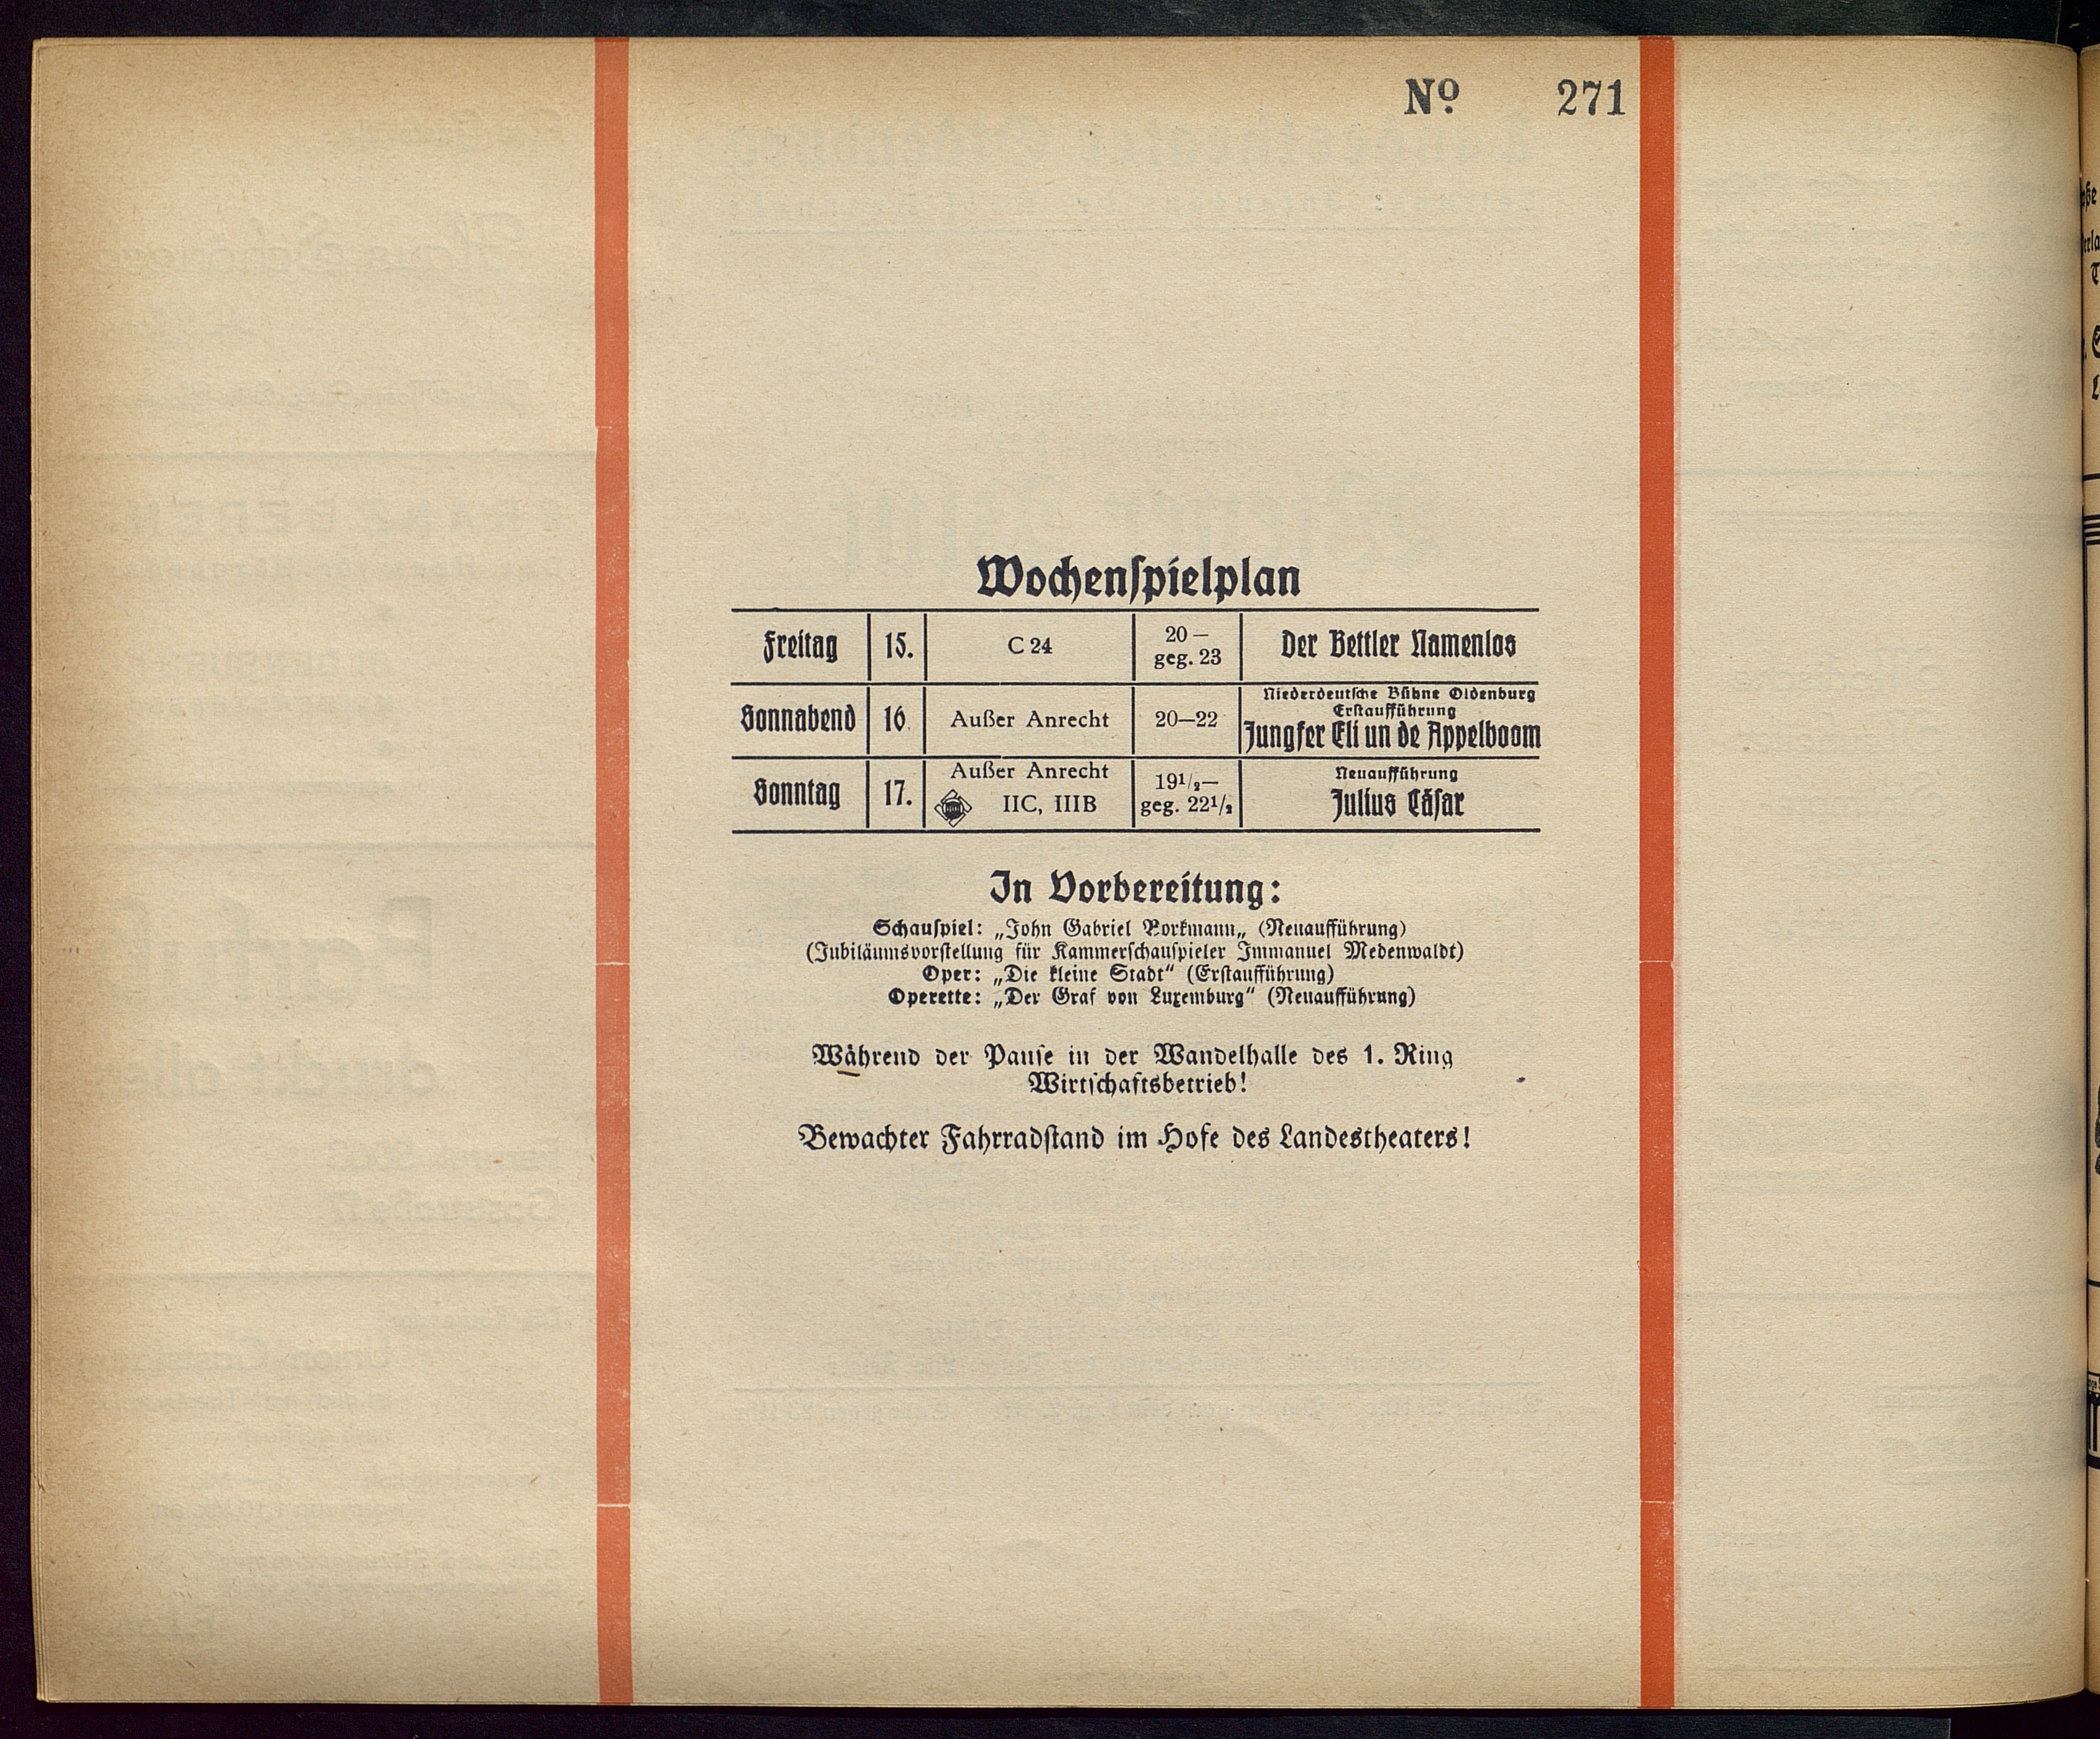 Nº 271
Wochenspielplan
Freitag 15. C 24 20— geg. 23 Der Bettler Namenlos
Sonnabend 16. Außer Anrecht 20—22 Niederdeutsche Bühne Oldenburg Erstaufführung Jungfer Eli un de Appelboom
Sonntag 17. Außer Anrecht IIC, IIIB 19½— geg. 22½ Neuaufführung Julius Cäsar
In Vorbereitung:
Schauspiel: „John Gabriel Borkmann„ (Neuaufführung)
(Jubiläumsvorstellung für Kammerschauspieler Immanuel Medenwaldt)
Oper: „Die kleine Stadt“ (Erstaufführung)
Operette: „Der Graf von Luxemburg“ (Neuaufführung)
Während der Pause in der Wandelhalle des 1. Ring
Wirtschaftsbetrieb!
Bewachter Fahrradstand im Hofe des Landestheaters!